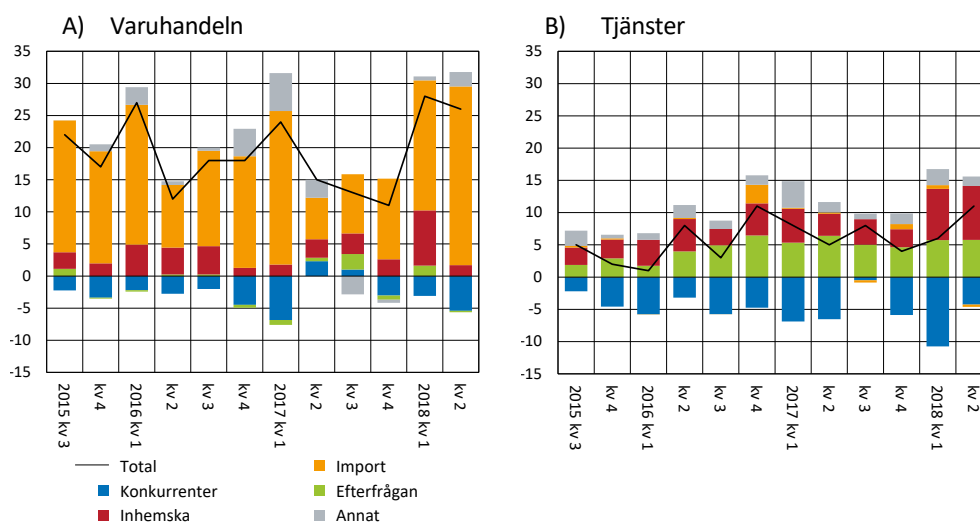 A) Varuhandeln
35
30
25
20
15
10
5
0
-5
-10
-15
2015 kv 3
kv 4
2016 kv 1
kv 2
kv 3
kv 4
2017 kv 1
kv 2
kv 3
kv 4
2018 kv 1
kv 2
B) Tjänster
35
30
25
20
15
10
5
0
-5
-10
-15
2015 kv 3
kv 4
2016 kv 1
kv 2
kv 3
kv 4
2017 kv 1
kv 2
kv 3
kv 4
2018 kv 1
kv 2
Total
Import
Konkurrenter
Efterfrågan
Inhemska
Annat